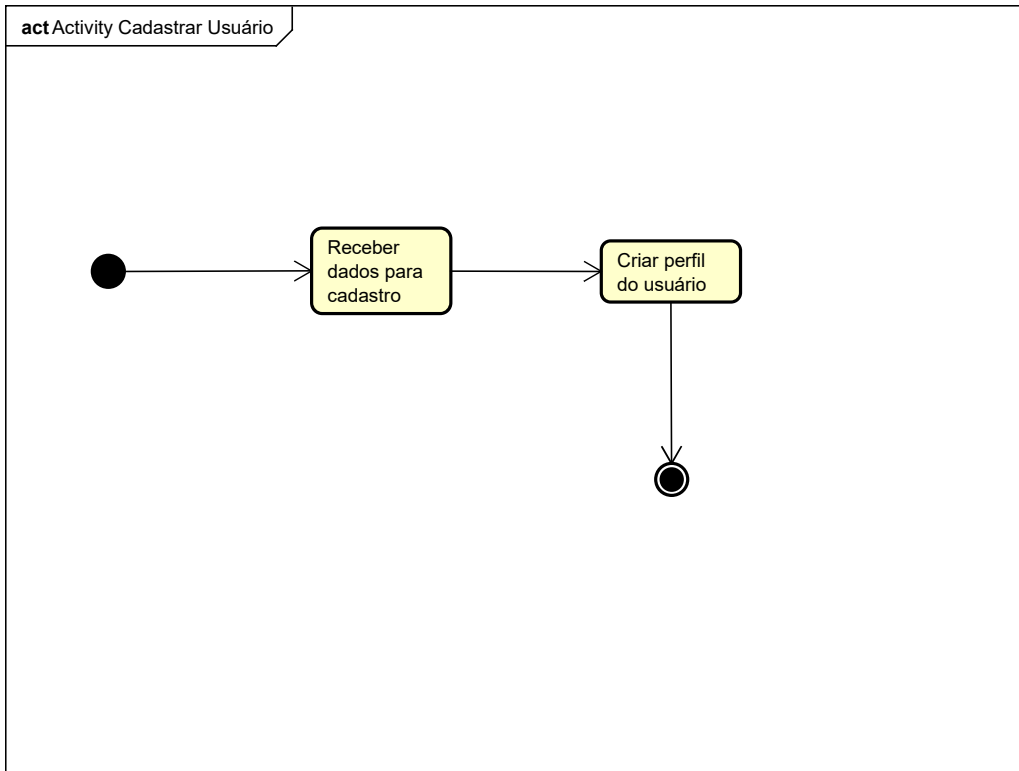 act Activity Cadastrar Usuário
Receber
dados para
cadastro
Criar perfil
do usuário